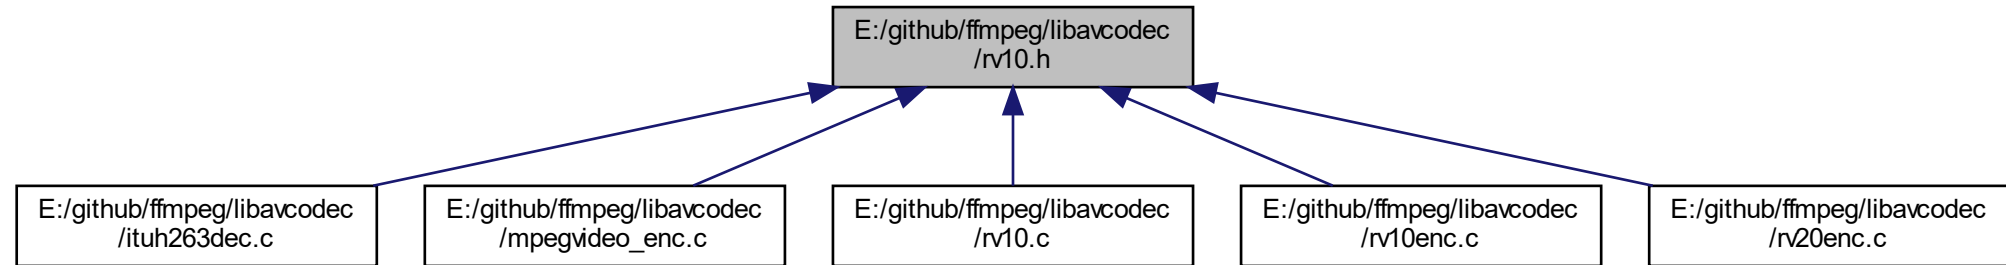 E:/github/ffmpeg/libavcodec
/rv10.h
E:/github/ffmpeg/libavcodec
/ituh263dec.c
E:/github/ffmpeg/libavcodec
/mpegvideo_enc.c
E:/github/ffmpeg/libavcodec
/rv10.c
E:/github/ffmpeg/libavcodec
/rv10enc.c
E:/github/ffmpeg/libavcodec
/rv20enc.c